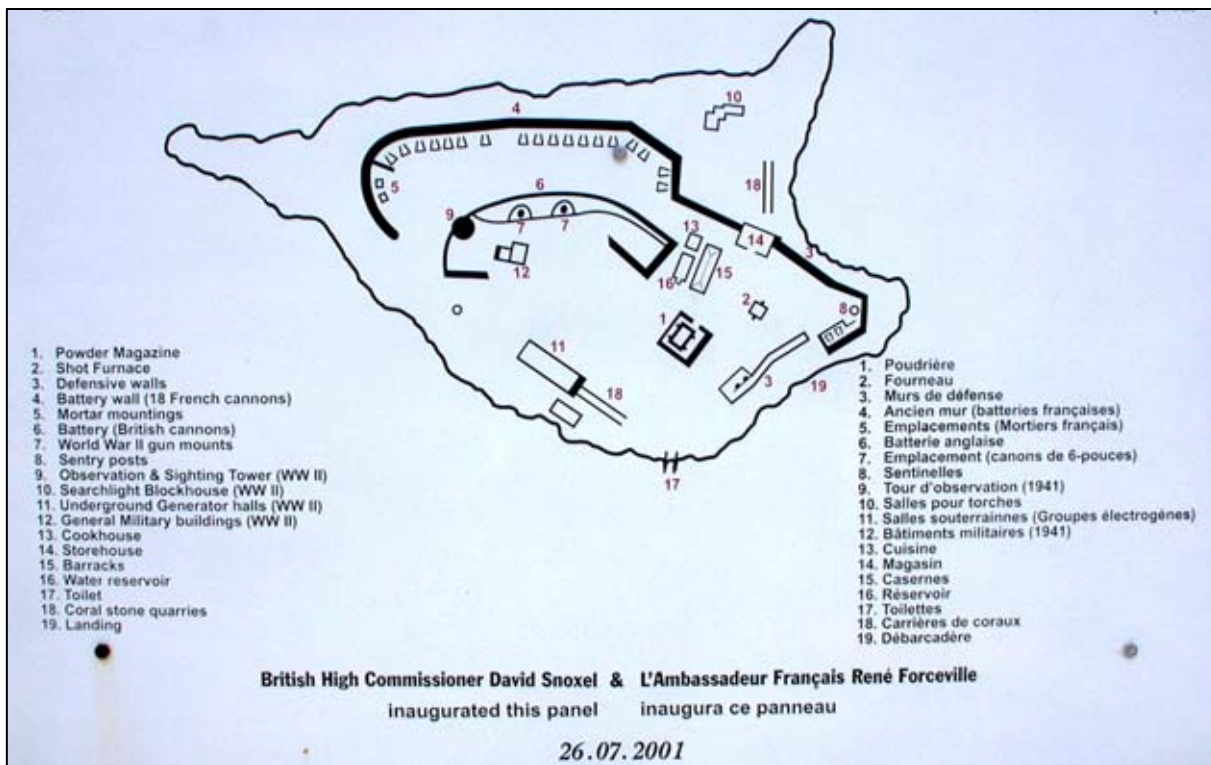 4
10
5
6
18
9
7
7
13
14
3
12
16
15
2
8
1
11
3
19
18
17
1. Powder Magazine
2. Shot Furnace
3. Defensive walls
4. Battery wall (18 French cannons)
5. Mortar mountings
6. Battery (British cannons)
7. World War II gun mounts
8. Sentry posts
9. Observation & Sighting Tower (WW II)
10. Searchlight Blockhouse (WW II)
11. Underground Generator halls (WW II)
12. General Military buildings (WW II)
13. Cookhouse
14. Storehouse
15. Barracks
16. Water reservoir
17. Toilet
18. Coral stone quarries
19. Landing
1. Poudrière
2. Fourneau
3. Murs de défense
4. Ancien mur (batteries françaises)
5. Emplacements (Mortiers français)
6. Batterie anglaise
7. Emplacement (canons de 6-pouces)
8. Sentinelles
9. Tour d'observation (1941)
10. Salles pour torches
11. Salles souterrainnes (Groupes électrogènes)
12. Bâtiments militaires (1941)
13. Cuisine
14. Magasin
15. Casernes
16. Réservoir
17. Toilettes
18. Carrières de coraux
19. Débarcadère
British High Commissioner David Snoxel & L'Ambassadeur Français René Forceville
inaugurated this panel inaugura ce panneau
26.07.2001